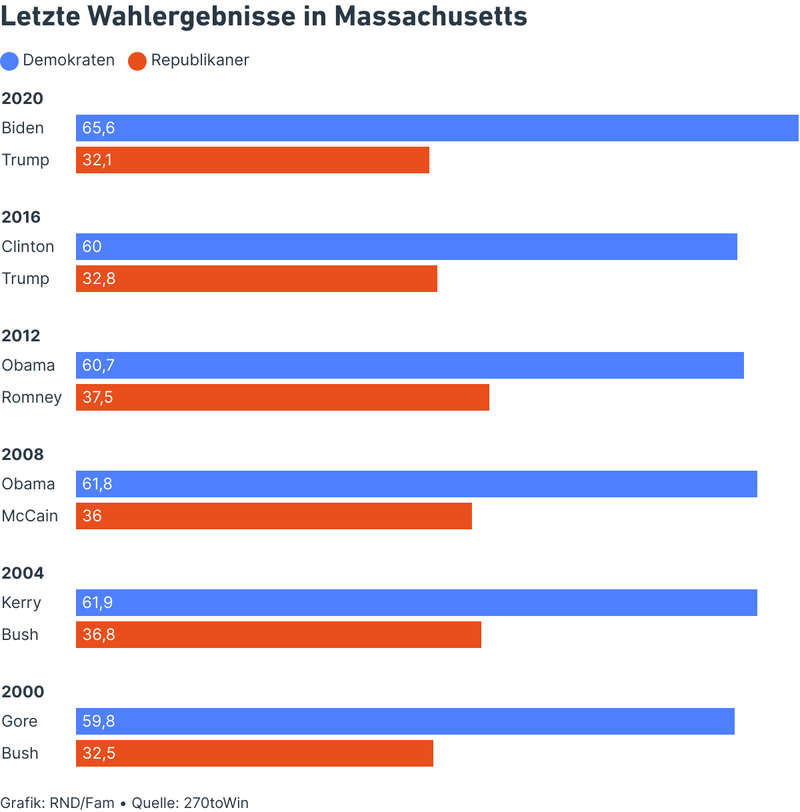 Letzte Wahlergebnisse in Massachusetts
Demokraten Republikaner
2020
Biden 65,6
Trump 32,1
2016
Clinton 60
Trump 32,8
2012
Obama 60,7
Romney 37,5
2008
Obama 61,8
McCain 36
2004
Kerry 61,9
Bush 36,8
2000
Gore 59,8
Bush 32,5
Grafik: RND/Fam • Quelle: 270toWin